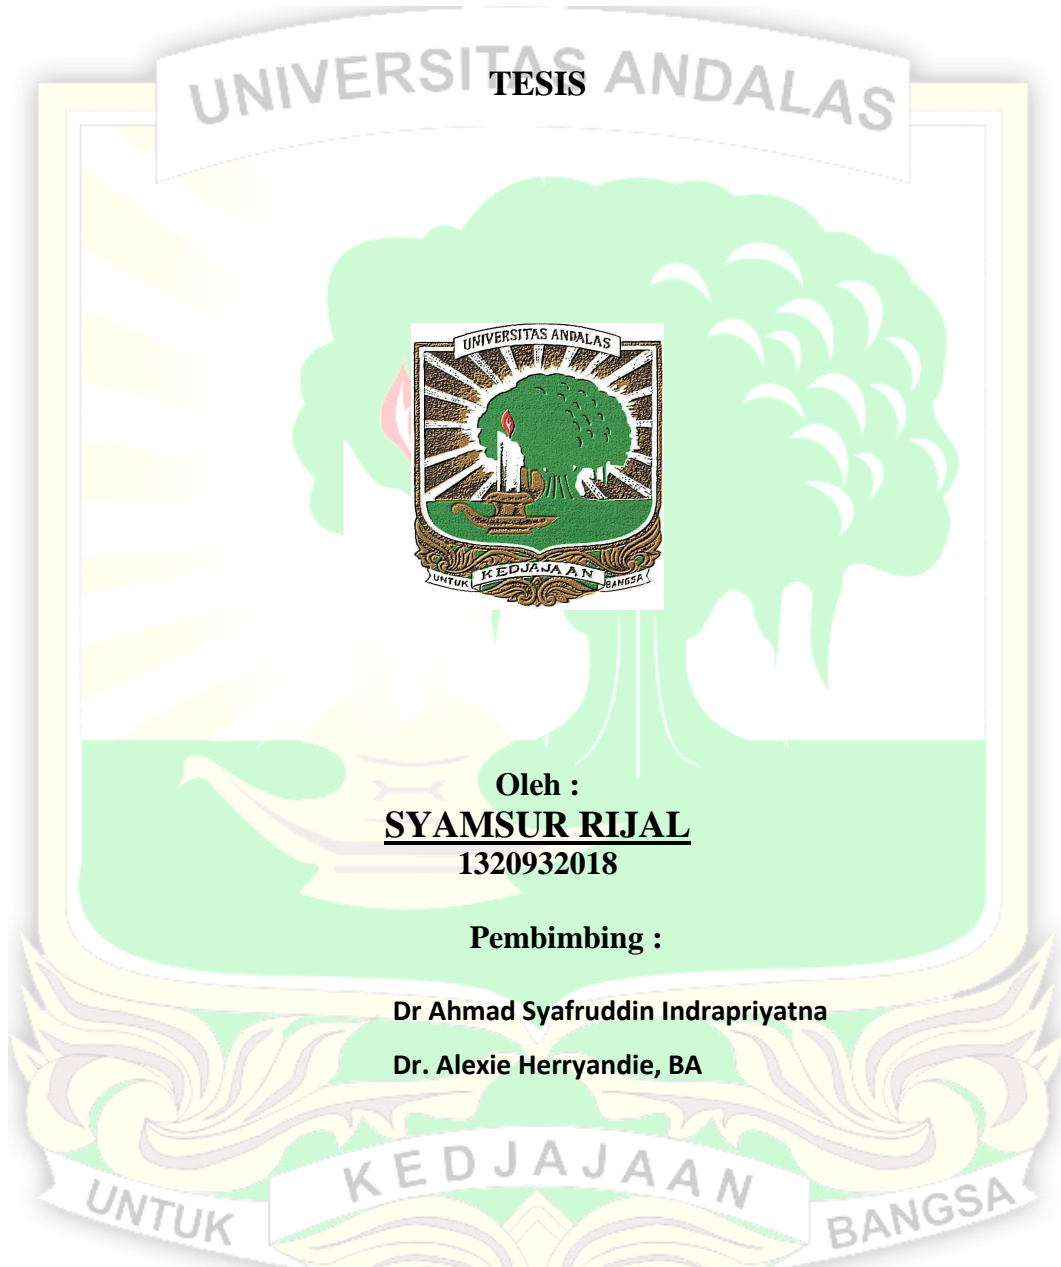 UNIVERSITAS ANDALAS
TESIS
UNIVERSITAS ANDALAS
UNTUK KEDJAJAAN BANGSA
Oleh :
SYAMSUR RIJAL
1320932018
Pembimbing :
Dr Ahmad Syafruddin Indrapriyatna
Dr. Alexie Herryandie, BA
UNTUK KEDJAJAAN BANGSA